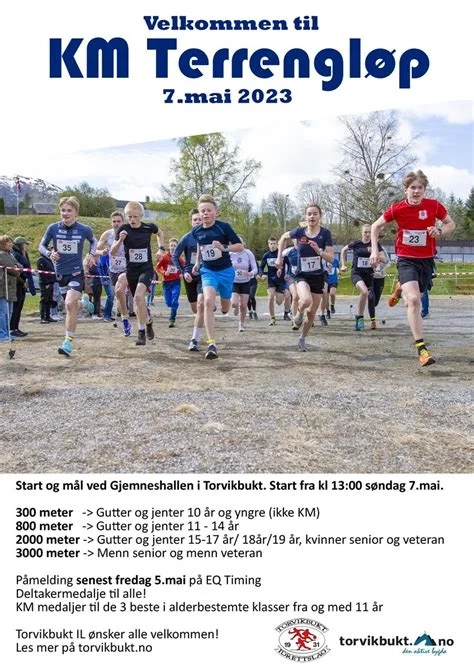 Velkommen til
KM Terrengløp
7.mai 2023
35
28
19
17
23
Start og mål ved Gjemneshallen i Torvikbukt. Start fra kl 13:00 søndag 7.mai.
300 meter -> Gutter og jenter 10 år og yngre (ikke KM)
800 meter -> Gutter og jenter 11 - 14 år
2000 meter -> Gutter og jenter 15-17 år/ 18år/19 år, kvinner senior og veteran
3000 meter -> Menn senior og menn veteran
Påmelding senest fredag 5.mai på EQ Timing
Deltakermedalje til alle!
KM medaljer til de 3 beste i alderbestemte klasser fra og med 11 år
Torvikbukt IL ønsker alle velkommen!
Les mer på torvikbukt.no
TORVIKBUKT
19 31
IDRETTSLAG
torvikbukt.no
den aktive bygda